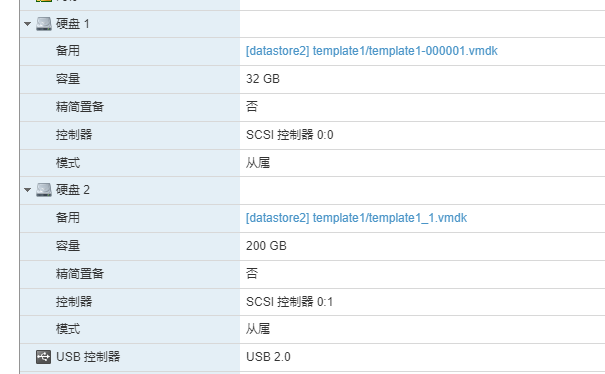 硬盘 1
备用 [datastore2] template1/template1-000001.vmdk
容量 32 GB
精简置备 否
控制器 SCSI 控制器 0:0
模式 从属
硬盘 2
备用 [datastore2] template1/template1_1.vmdk
容量 200 GB
精简置备 否
控制器 SCSI 控制器 0:1
模式 从属
USB 控制器 USB 2.0